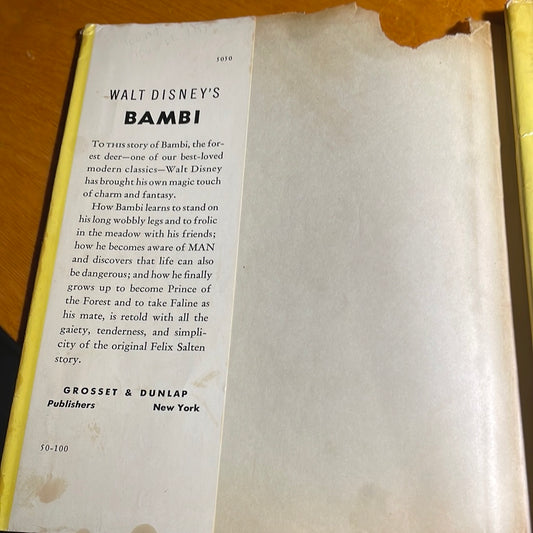 5050
WALT DISNEY'S
BAMBI
TO THIS story of Bambi, the for-
est deer—one of our best-loved
modern classics—Walt Disney
has brought his own magic touch
of charm and fantasy.
How Bambi learns to stand on
his long wobbly legs and to frolic
in the meadow with his friends;
how he becomes aware of MAN
and discovers that life can also
be dangerous; and how he finally
grows up to become Prince of
the Forest and to take Faline as
his mate, is retold with all the
gaiety, tenderness, and simpli-
city of the original Felix Salten
story.
GROSSET & DUNLAP
Publishers New York
50-100